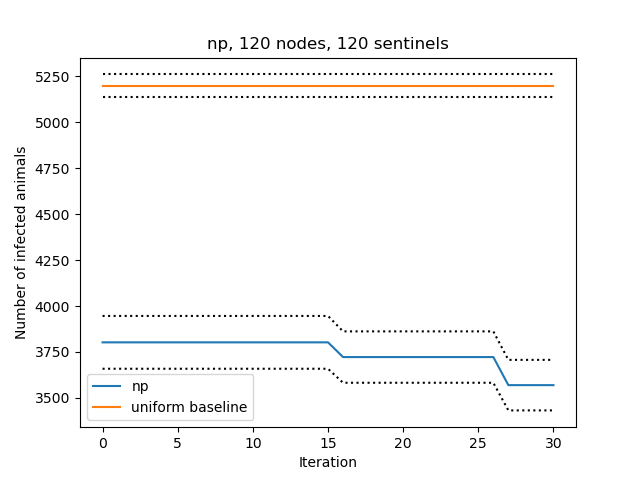 np, 120 nodes, 120 sentinels
Number of infected animals
5250
5000
4750
4500
4250
4000
3750
3500
np
uniform baseline
0 5 10 15 20 25 30
Iteration